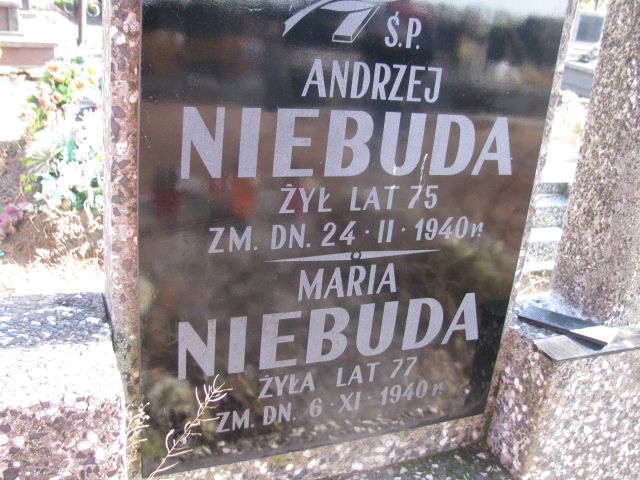 Ś.P.
ANDRZEJ
NIEBUDA
ŻYŁ LAT 75
ZM. DN. 24 · II · 1940 r.
MARIA
NIEBUDA
ŻYŁA LAT 77
ZM. DN. 6 · XI · 1940 r.